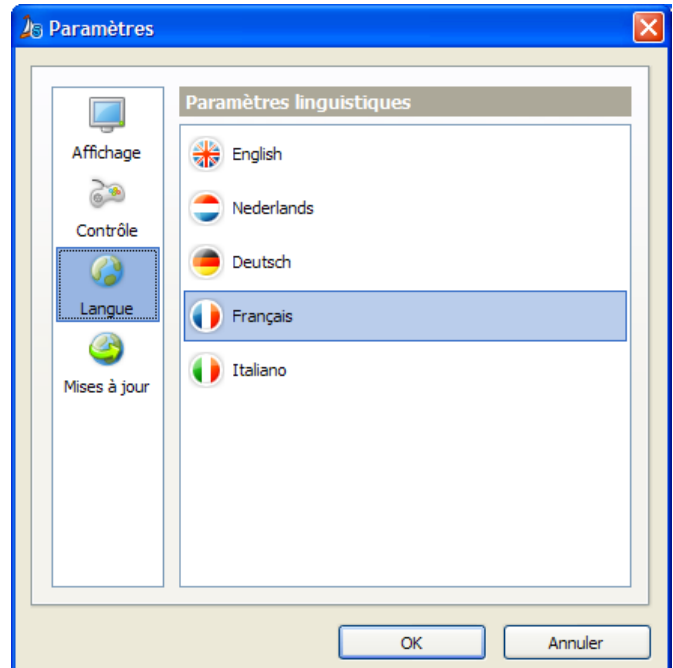 Paramètres
Affichage
Contrôle
Langue
Mises à jour
Paramètres linguistiques
English
Nederlands
Deutsch
Français
Italiano
OK
Annuler